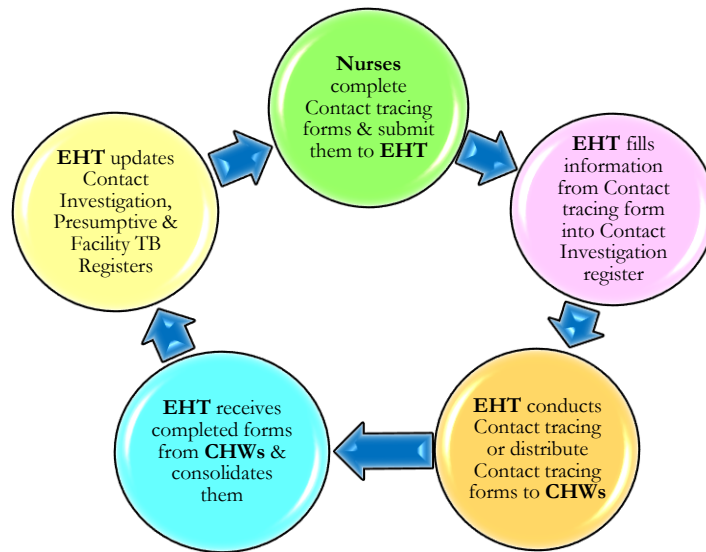 Nurses
complete
Contact tracing
forms & submit
them to EHT
EHT fills
information
from Contact
tracing form
into Contact
Investigation
register
EHT conducts
Contact tracing
or distribute
Contact tracing
forms to CHWs
EHT receives
completed forms
from CHWs &
consolidates
them
EHT updates
Contact
Investigation,
Presumptive &
Facility TB
Registers